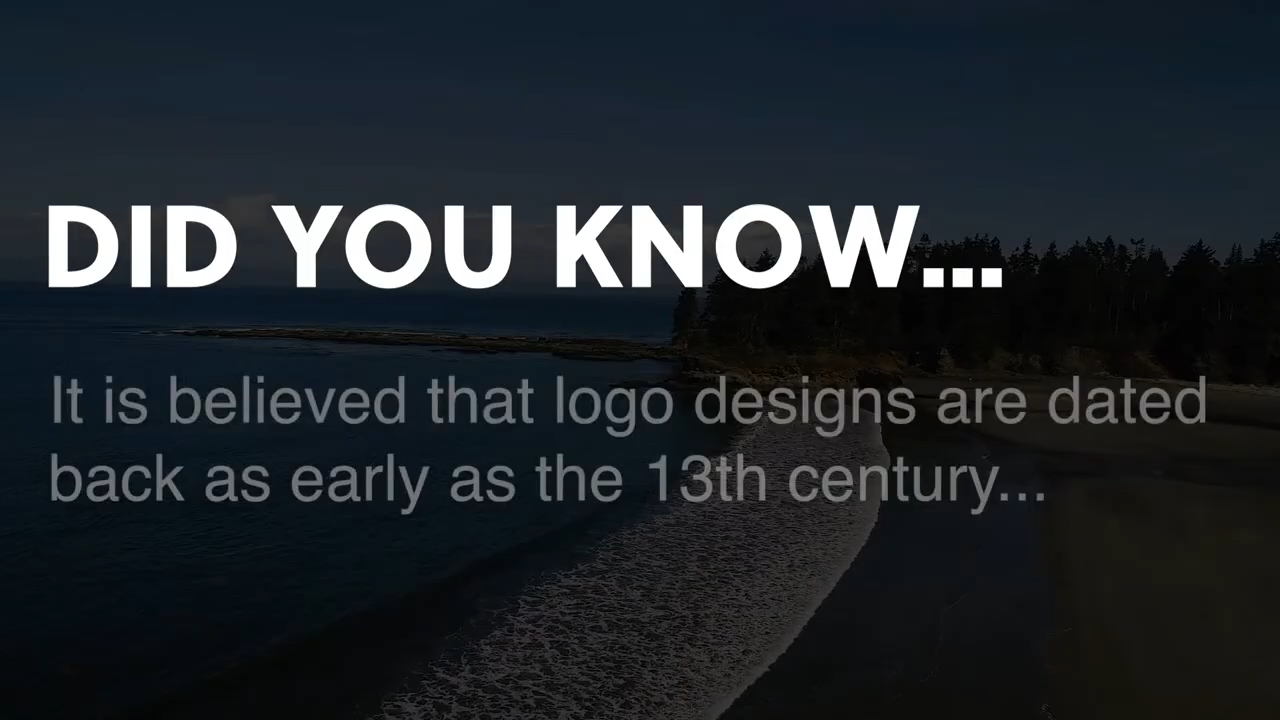 DID YOU KNOW...
It is believed that logo designs are dated
back as early as the 13th century...